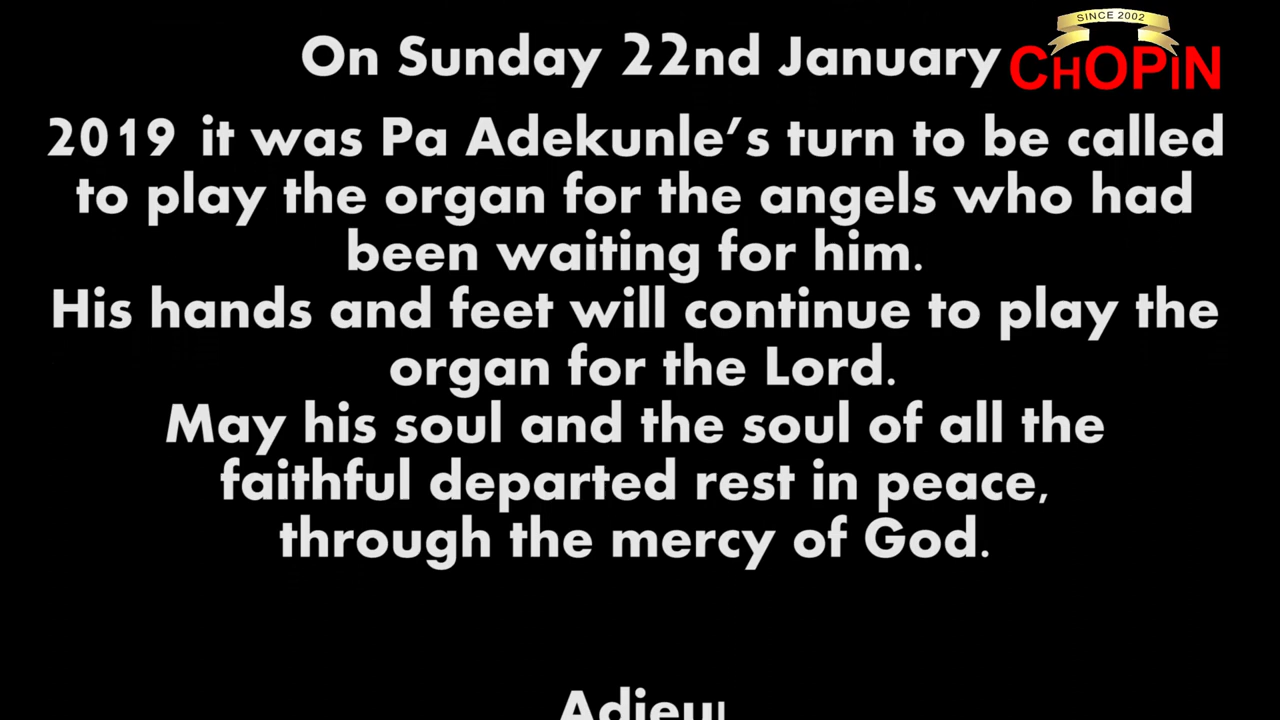 SINCE 2002
CHOPIN
On Sunday 22nd January
2019 it was Pa Adekunle’s turn to be called
to play the organ for the angels who had
been waiting for him.
His hands and feet will continue to play the
organ for the Lord.
May his soul and the soul of all the
faithful departed rest in peace,
through the mercy of God.
Adieu